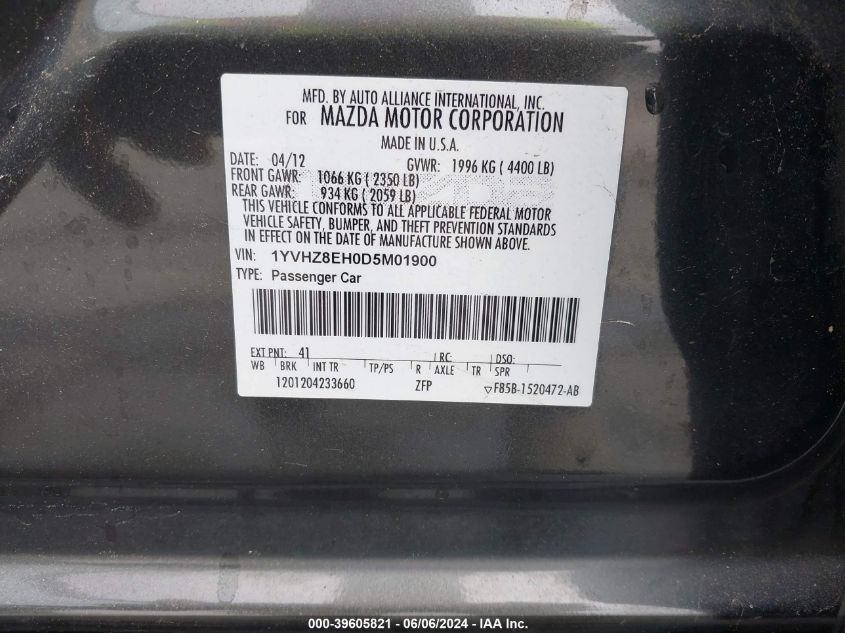 MFD. BY AUTO ALLIANCE INTERNATIONAL, INC.
FOR MAZDA MOTOR CORPORATION
MADE IN U.S.A.
DATE: 04/12 GVWR: 1996 KG ( 4400 LB)
FRONT GAWR: 1066 KG ( 2350 LB)
REAR GAWR: 934 KG ( 2059 LB)
THIS VEHICLE CONFORMS TO ALL APPLICABLE FEDERAL MOTOR
VEHICLE SAFETY, BUMPER, AND THEFT PREVENTION STANDARDS
IN EFFECT ON THE DATE OF MANUFACTURE SHOWN ABOVE.
VIN: 1YVHZ8EH0D5M01900
TYPE: Passenger Car
EXT PNT: 41 RC: DSO:
WB BRK INT TR TP/PS R AXLE TR SPR
1201204233660 ZFP F85B-1520472-AB
000-39605821 - 06/06/2024 - IAA Inc.